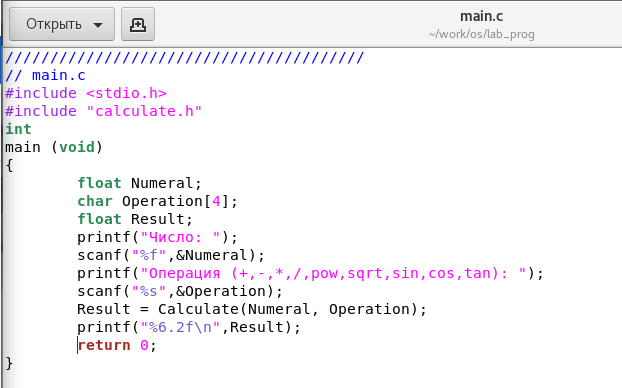 Открыть
main.c
~/work/os/lab_prog
////////////////////////////////////////
// main.c
#include <stdio.h>
#include "calculate.h"
int
main (void)
{
float Numeral;
char Operation[4];
float Result;
printf("Число: ");
scanf("%f",&Numeral);
printf("Операция (+,-,*,/,pow,sqrt,sin,cos,tan): ");
scanf("%s",&Operation);
Result = Calculate(Numeral, Operation);
printf("%6.2f\n",Result);
return 0;
}